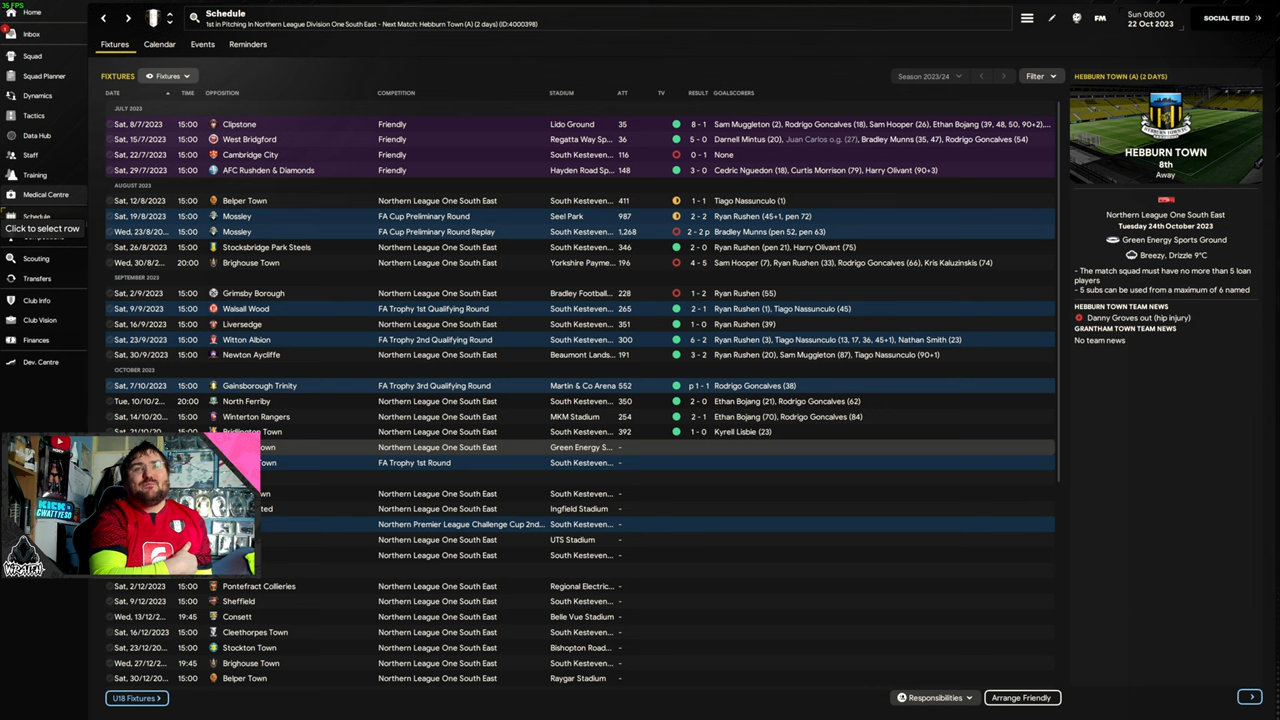 35 FPS
Home
Schedule
1st in Pitching In Northern League Division One South East - Next Match: Hebburn Town (A) (2 days) (ID:4000398)
FM
Sun 08:00
22 Oct 2023
SOCIAL FEED
1
Inbox
Squad
Squad Planner
Dynamics
Tactics
Data Hub
Staff
Training
Medical Centre
Schedule
Click to select row
Scouting
Transfers
Club Info
Club Vision
Finances
Dev. Centre
Fixtures Calendar Events Reminders
FIXTURES Fixtures
Season 2023/24 Filter
DATE TIME OPPOSITION COMPETITION STADIUM ATT TV RESULT GOALSCORERS
JULY 2023
Sat, 8/7/2023 15:00 Clipstone Friendly Lido Ground 35 8 - 1 Sam Muggleton (2), Rodrigo Goncalves (18), Sam Hooper (26), Ethan Bojang (39, 48, 50, 90+2),...
Sat, 15/7/2023 15:00 West Bridgford Friendly Regatta Way Sp... 36 5 - 0 Darnell Mintus (20), Juan Carlos o.g. (27), Bradley Munns (35, 47), Rodrigo Goncalves (54)
Sat, 22/7/2023 15:00 Cambridge City Friendly South Kesteven... 116 0 - 1 None
Sat, 29/7/2023 15:00 AFC Rushden & Diamonds Friendly Hayden Road Sp... 148 3 - 0 Cedric Nguedon (18), Curtis Morrison (79), Harry Olivant (90+3)
AUGUST 2023
Sat, 12/8/2023 15:00 Belper Town Northern League One South East South Kesteven... 411 1 - 1 Tiago Nassunculo (1)
Sat, 19/8/2023 15:00 Mossley FA Cup Preliminary Round Seel Park 987 2 - 2 Ryan Rushen (45+1, pen 72)
Wed, 23/8/20... 15:00 Mossley FA Cup Preliminary Round Replay South Kesteven... 1,268 2 - 2 p Bradley Munns (pen 52, pen 63)
Sat, 26/8/2023 15:00 Stocksbridge Park Steels Northern League One South East South Kesteven... 346 2 - 0 Ryan Rushen (pen 21), Harry Olivant (75)
Wed, 30/8/... 20:00 Brighouse Town Northern League One South East Yorkshire Payme... 196 4 - 5 Sam Hooper (7), Ryan Rushen (33), Rodrigo Goncalves (66), Kris Kaluzinskis (74)
SEPTEMBER 2023
Sat, 2/9/2023 15:00 Grimsby Borough Northern League One South East Bradley Football... 228 1 - 2 Ryan Rushen (55)
Sat, 9/9/2023 15:00 Walsall Wood FA Trophy 1st Qualifying Round South Kesteven... 265 2 - 1 Ryan Rushen (1), Tiago Nassunculo (45)
Sat, 16/9/2023 15:00 Liversedge Northern League One South East South Kesteven... 351 1 - 0 Ryan Rushen (39)
Sat, 23/9/2023 15:00 Witton Albion FA Trophy 2nd Qualifying Round South Kesteven... 300 6 - 2 Ryan Rushen (3), Tiago Nassunculo (13, 17, 36, 45+1), Nathan Smith (23)
Sat, 30/9/2023 15:00 Newton Aycliffe Northern League One South East Beaumont Lands... 191 3 - 2 Ryan Rushen (20), Sam Muggleton (87), Tiago Nassunculo (90+1)
OCTOBER 2023
Sat, 7/10/2023 15:00 Gainsborough Trinity FA Trophy 3rd Qualifying Round Martin & Co Arena 552 p 1 - 1 Rodrigo Goncalves (38)
Tue, 10/10/2... 20:00 North Ferriby Northern League One South East South Kesteven... 350 2 - 0 Ethan Bojang (21), Rodrigo Goncalves (62)
Sat, 14/10/20... 15:00 Winterton Rangers Northern League One South East MKM Stadium 254 2 - 1 Ethan Bojang (70), Rodrigo Goncalves (84)
Sat, 21/10/20... 15:00 Bridlington Town Northern League One South East South Kesteven... 392 1 - 0 Kyrell Lisbie (23)
own Northern League One South East Green Energy S... -
own FA Trophy 1st Round South Kesteven... -
wn Northern League One South East South Kesteven... -
ted Northern League One South East Ingfield Stadium -
Northern Premier League Challenge Cup 2nd... South Kesteven... -
Northern League One South East UTS Stadium -
Northern League One South East South Kesteven... -
Sat, 2/12/2023 15:00 Pontefract Collieries Northern League One South East Regional Electric... -
Sat, 9/12/2023 15:00 Sheffield Northern League One South East South Kesteven... -
Wed, 13/12/2... 19:45 Consett Northern League One South East Belle Vue Stadium -
Sat, 16/12/2023 15:00 Cleethorpes Town Northern League One South East South Kesteven... -
Sat, 23/12/20... 15:00 Stockton Town Northern League One South East Bishopton Road... -
Wed, 27/12/... 19:45 Brighouse Town Northern League One South East South Kesteven... -
Sat, 30/12/20... 15:00 Belper Town Northern League One South East Raygar Stadium -
U18 Fixtures >
Responsibilities
Arrange Friendly
HEBBURN TOWN (A) (2 DAYS)
HEBBURN TOWN
8th
Away
Northern League One South East
Tuesday 24th October 2023
Green Energy Sports Ground
Breezy, Drizzle 9°C
- The match squad must have no more than 5 loan
players
- 5 subs can be used from a maximum of 6 named
HEBBURN TOWN TEAM NEWS
Danny Groves out (hip injury)
GRANTHAM TOWN TEAM NEWS
No team news
KICK
GWATTYESO
WRAITH